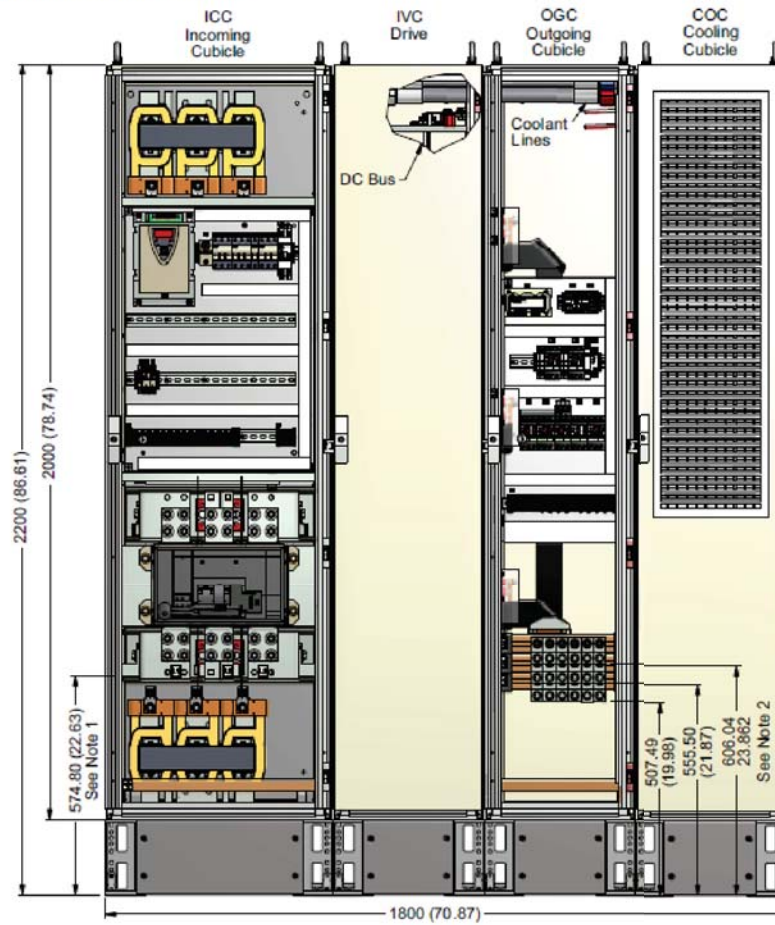 ICC
Incoming
Cubicle
IVC
Drive
OGC
Outgoing
Cubicle
COC
Cooling
Cubicle
Coolant
Lines
DC Bus
2200 (86.61)
2000 (78.74)
574.80 (22.63)
See Note 1
507.49
(19.98)
555.50
(21.87)
606.04
23.862
See Note 2
1800 (70.87)